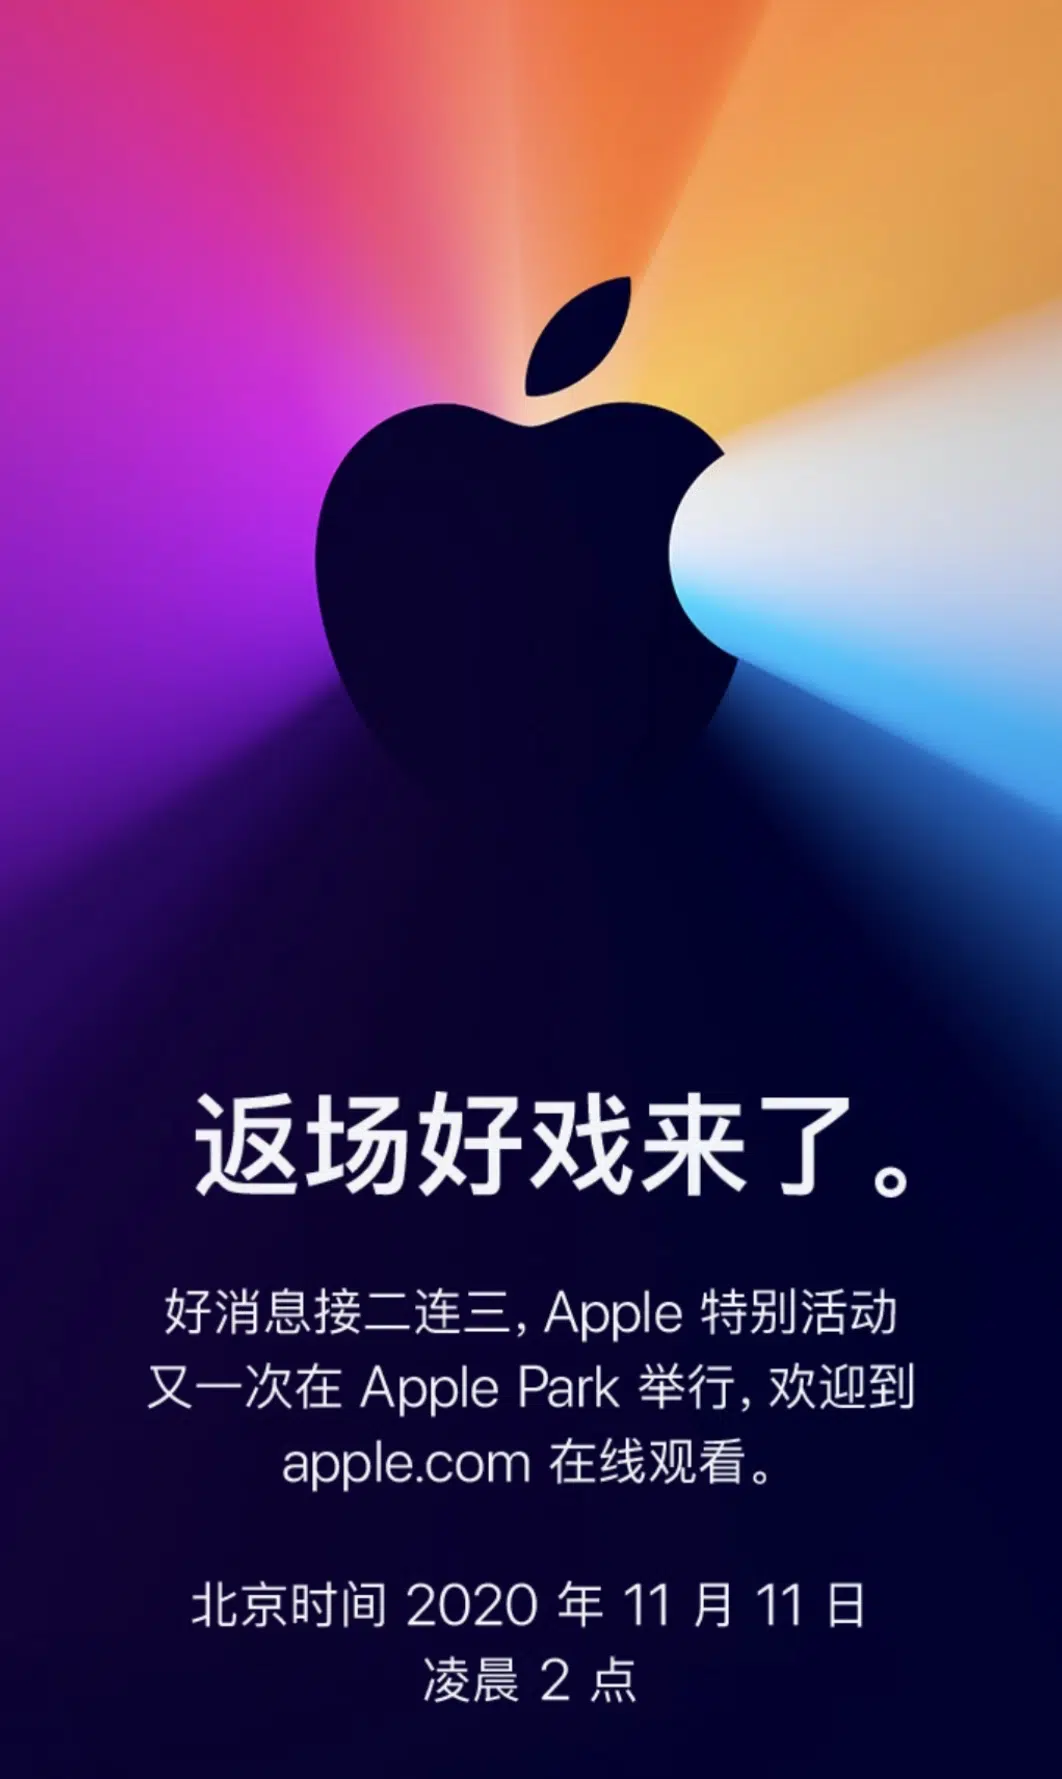 返场好戏来了。
好消息接二连三, Apple 特别活动
又一次在 Apple Park 举行, 欢迎到
apple.com 在线观看。
北京时间 2020 年 11 月 11 日
凌晨 2 点